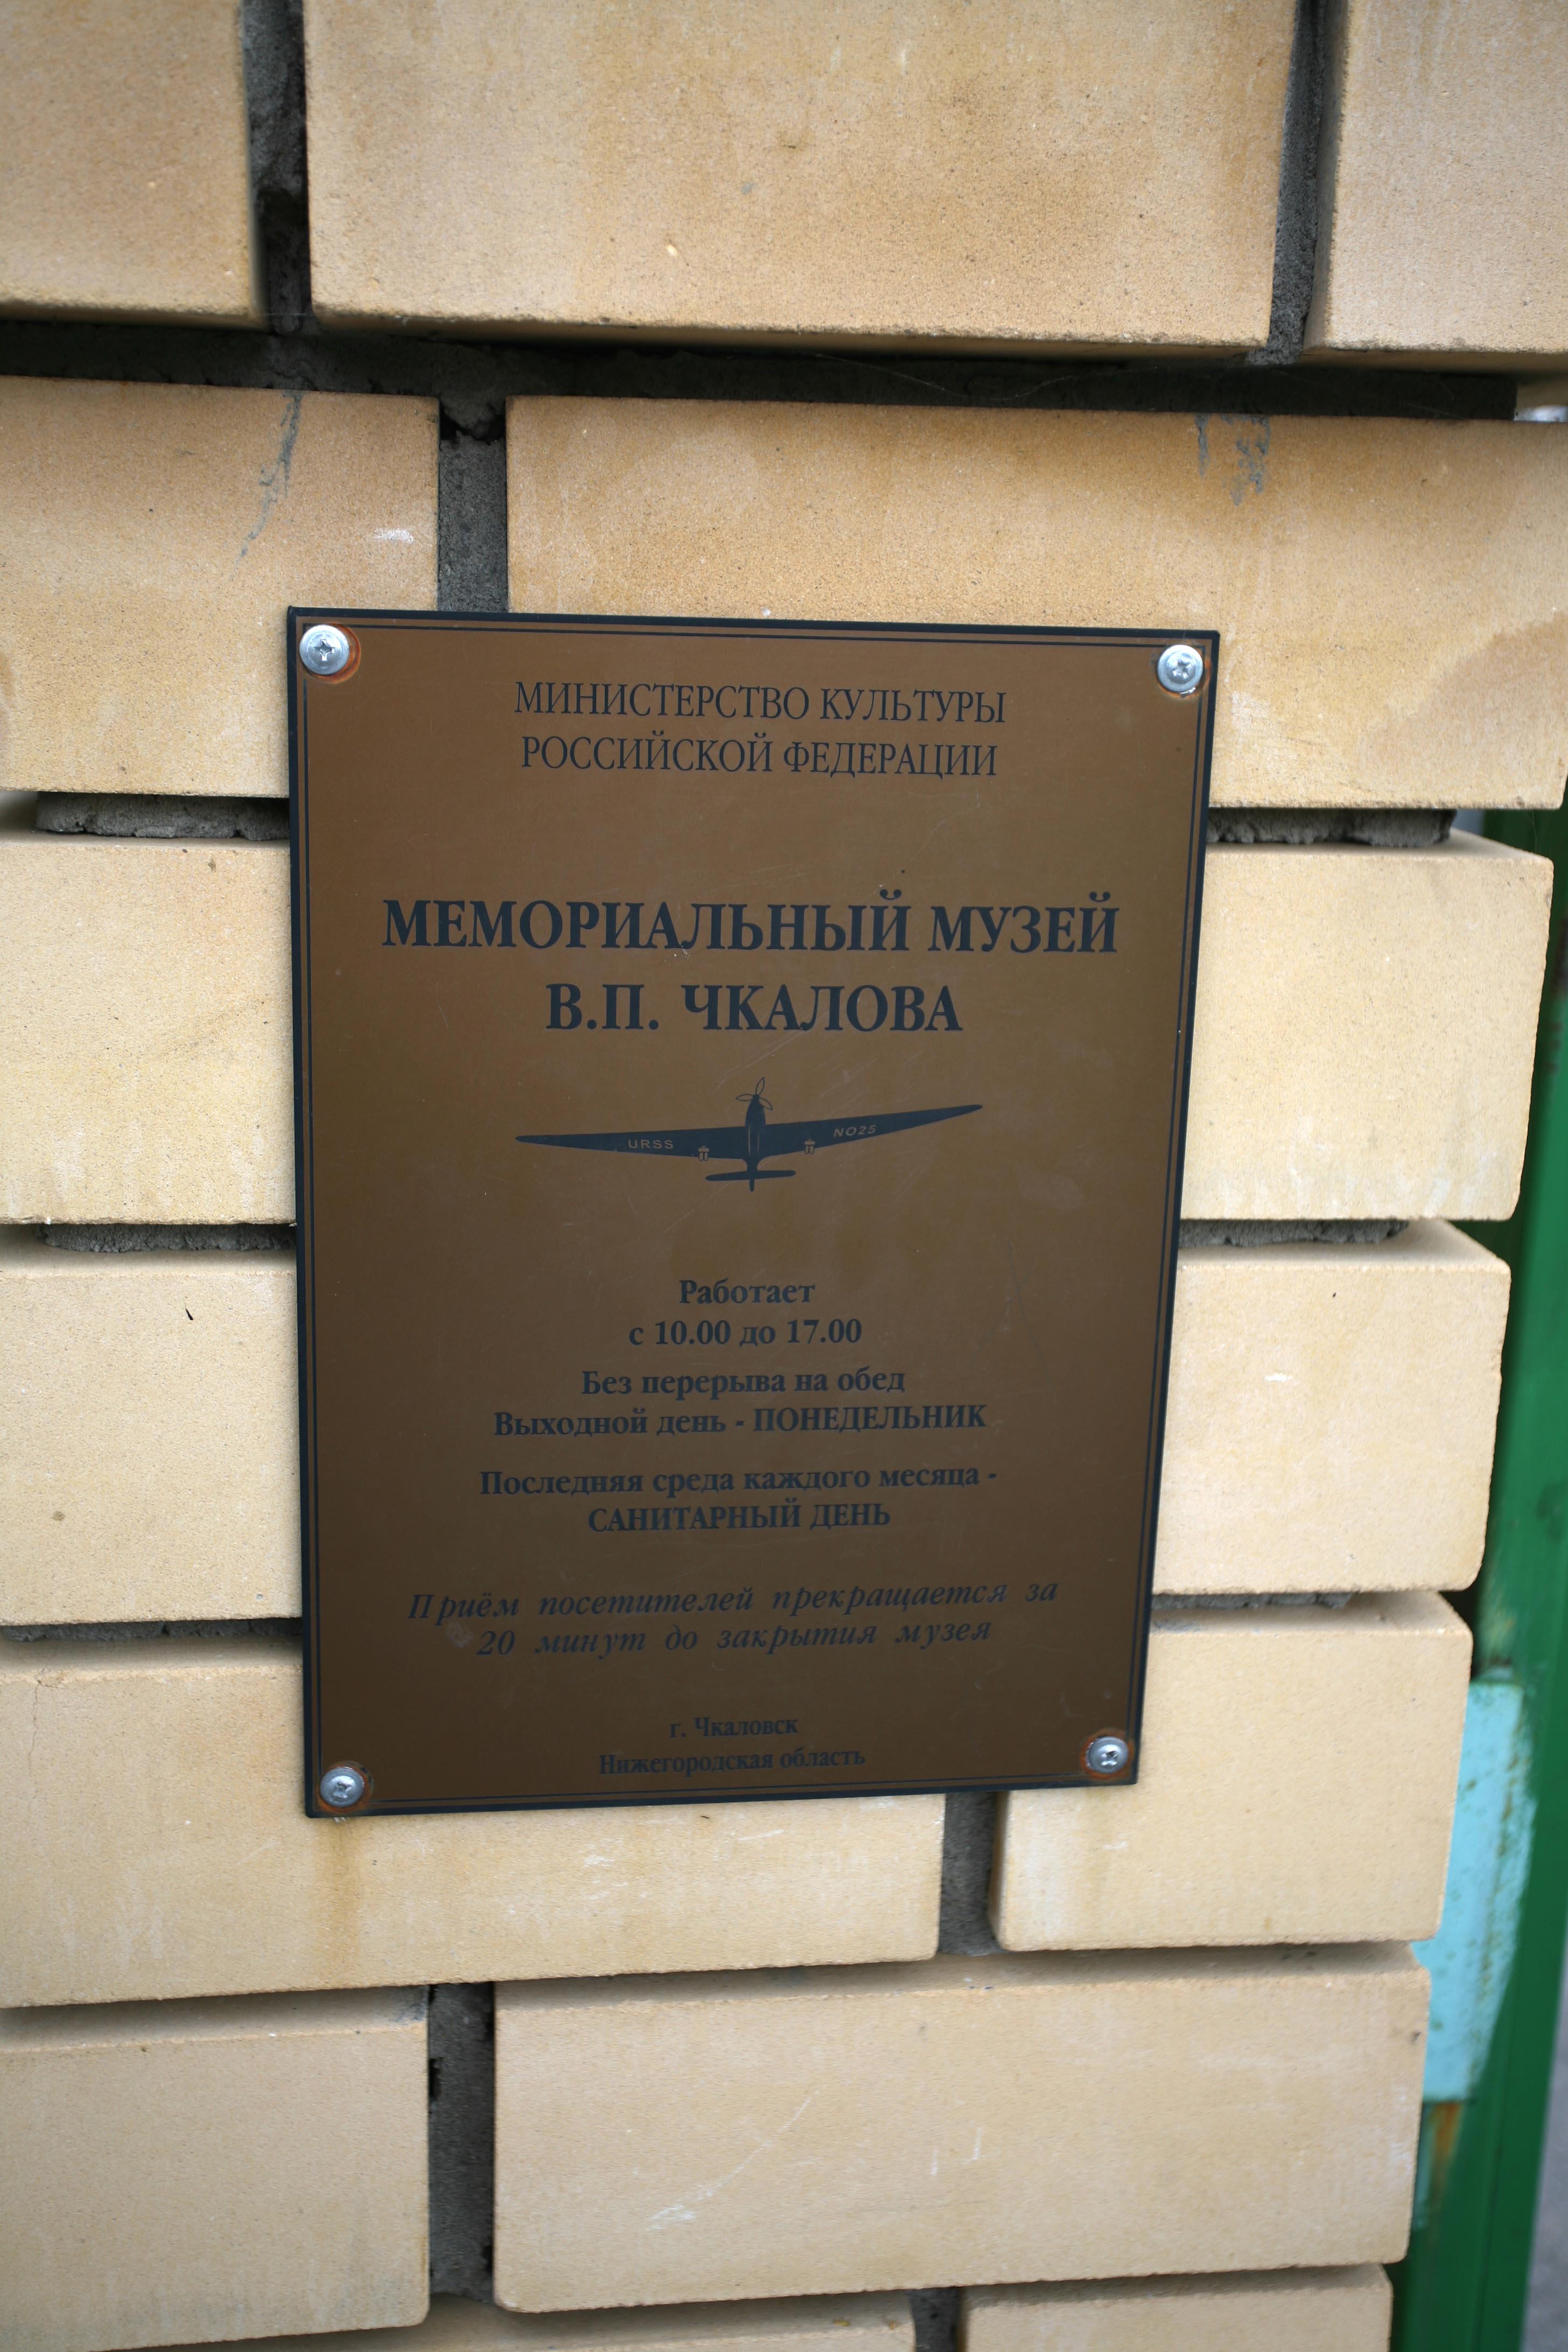 МИНИСТЕРСТВО КУЛЬТУРЫ
РОССИЙСКОЙ ФЕДЕРАЦИИ
МЕМОРИАЛЬНЫЙ МУЗЕЙ
В.П. ЧКАЛОВА
URSS NO25
Работает
с 10.00 до 17.00
Без перерыва на обед
Выходной день - ПОНЕДЕЛЬНИК
Последняя среда каждого месяца -
САНИТАРНЫЙ ДЕНЬ
Приём посетителей прекращается за
20 минут до закрытия музея
г. Чкаловск
Нижегородская область